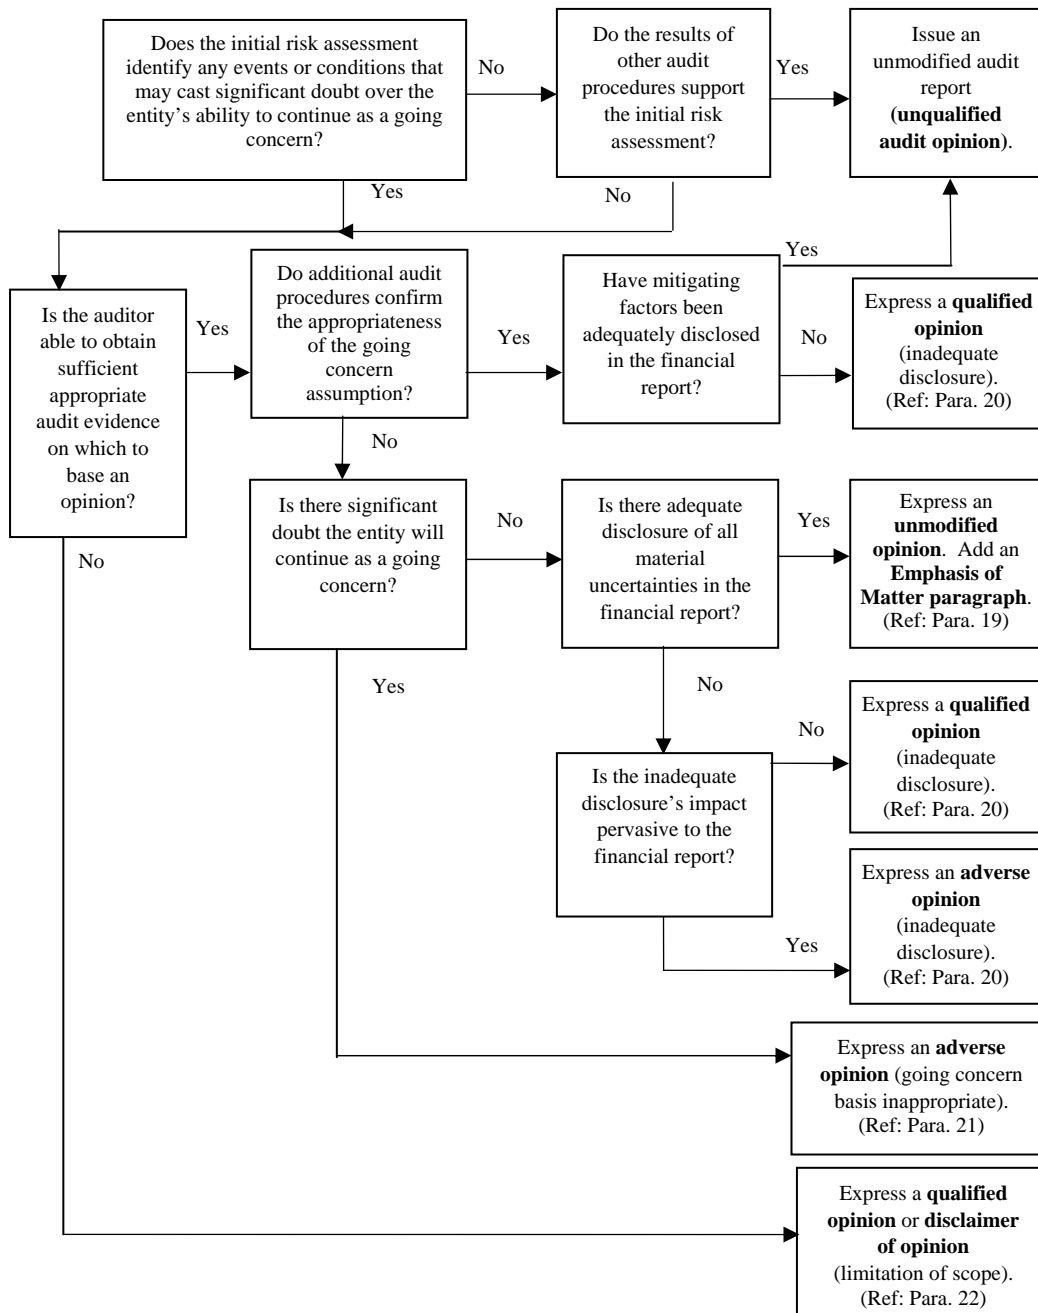 Does the initial risk assessment
identify any events or conditions that
may cast significant doubt over the
entity’s ability to continue as a going
concern?
No
Do the results of
other audit
procedures support
the initial risk
assessment?
Yes
Issue an
unmodified audit
report
(unqualified
audit opinion).
Yes
No
Is the auditor
able to obtain
sufficient
appropriate
audit evidence
on which to
base an
opinion?
Yes
Do additional audit
procedures confirm
the appropriateness
of the going
concern
assumption?
Yes
Have mitigating
factors been
adequately disclosed
in the financial
report?
Yes
No
Express a qualified
opinion
(inadequate
disclosure).
(Ref: Para. 20)
No
No
Is there significant
doubt the entity will
continue as a going
concern?
No
Is there adequate
disclosure of all
material
uncertainties in the
financial report?
Yes
Express an
unmodified
opinion. Add an
Emphasis of
Matter paragraph.
(Ref: Para. 19)
Yes
No
Is the inadequate
disclosure’s impact
pervasive to the
financial report?
No
Express a qualified
opinion
(inadequate
disclosure).
(Ref: Para. 20)
Yes
Express an adverse
opinion
(inadequate
disclosure).
(Ref: Para. 20)
Express an adverse
opinion (going concern
basis inappropriate).
(Ref: Para. 21)
Express a qualified
opinion or disclaimer
of opinion
(limitation of scope).
(Ref: Para. 22)